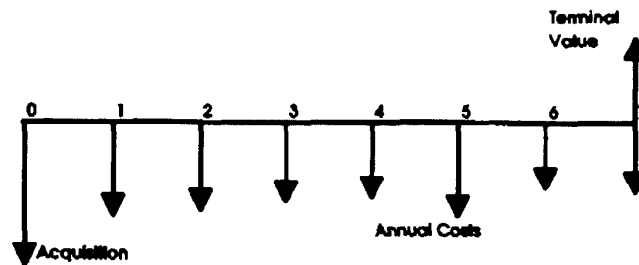 Terminal
Value
0 1 2 3 4 5 6
Annual Costs
Acquisition